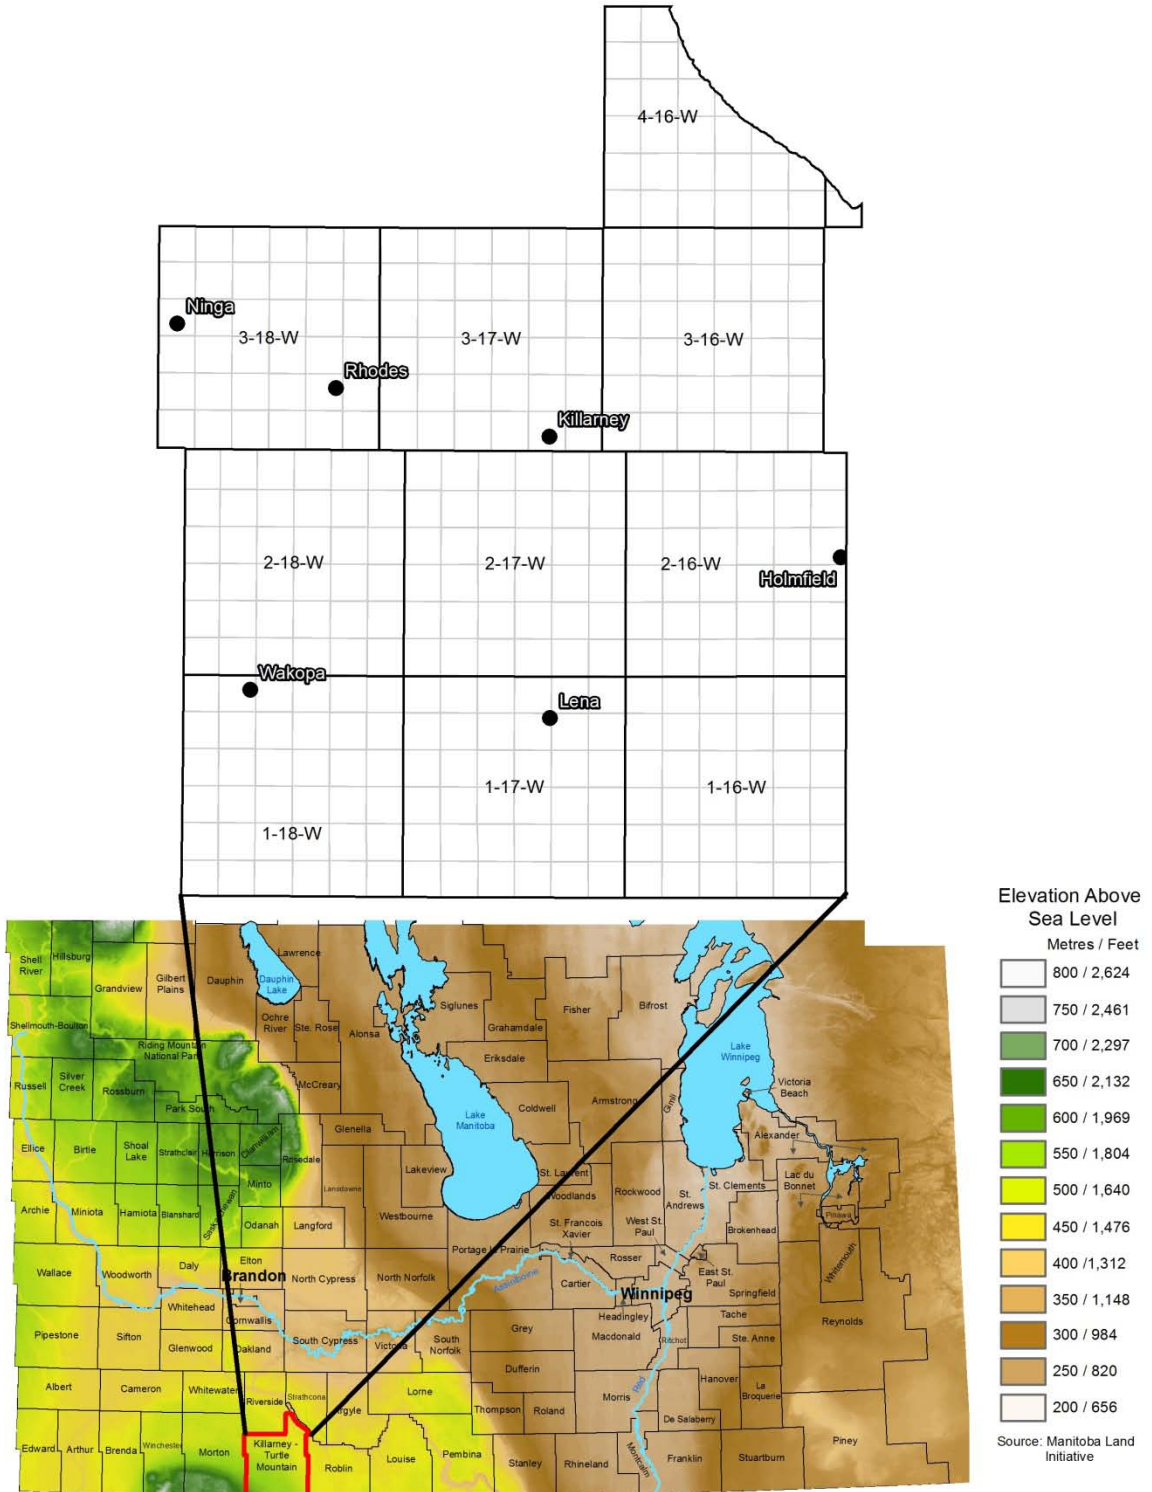 4-16-W
Ninga
3-18-W
3-17-W
3-16-W
Rhodes
Killarney
2-18-W
2-17-W
2-16-W
Holmfield
Wakopa
Lena
1-17-W
1-16-W
1-18-W
Elevation Above
Sea Level
Metres / Feet
800 / 2,624
750 / 2,461
700 / 2,297
650 / 2,132
600 / 1,969
550 / 1,804
500 / 1,640
450 / 1,476
400 / 1,312
350 / 1,148
300 / 984
250 / 820
200 / 656
Source: Manitoba Land
Initiative
Shell
River
Hillsburg
Grandview
Gilbert
Plains
Dauphin
Lawrence
Dauphin
Lake
Ochre
River
Ste. Rose
Alonsa
Siglunes
Grahamdale
Fisher
Bifrost
Eriksdale
Lake
Winnipeg
Victoria
Beach
Shellmouth-Boulton
Riding Mountain
National Park
Russell
Silver
Creek
Rossburn
Park South
McCreary
Glenella
Lake
Manitoba
Coldwell
Armstrong
Gimli
Alexander
Ellice
Birtle
Shoal
Lake
Strathclair
Harrison
Clanwilliam
Rosedale
Lakeview
Lansdowne
St. Laurent
Woodlands
Rockwood
St.
Andrews
St. Clements
Lac du
Bonnet
Pinawa
Minto
Archie
Miniota
Hamiota
Blanshard
Saskatchewan
Odanah
Langford
Westbourne
St. Francois
Xavier
West St.
Paul
Brokenhead
Whitemouth
Wallace
Woodworth
Daly
Elton
Brandon
North Cypress
North Norfolk
Portage la Prairie
Assiniboine
Cartier
Rosser
East St.
Paul
Springfield
Winnipeg
Whitehead
Cornwallis
Headingley
Macdonald
Ritchot
Tache
Reynolds
Pipestone
Sifton
Glenwood
Oakland
South Cypress
Victoria
South
Norfolk
Grey
Ste. Anne
Dufferin
Albert
Cameron
Whitewater
Riverside
Strathcona
Argyle
Lorne
Thompson
Roland
Morris
Red
Hanover
La
Broquerie
De Salaberry
Edward
Arthur
Brenda
Winchester
Morton
Killarney -
Turtle
Mountain
Roblin
Louise
Pembina
Stanley
Rhineland
Montcalm
Franklin
Stuartburn
Piney